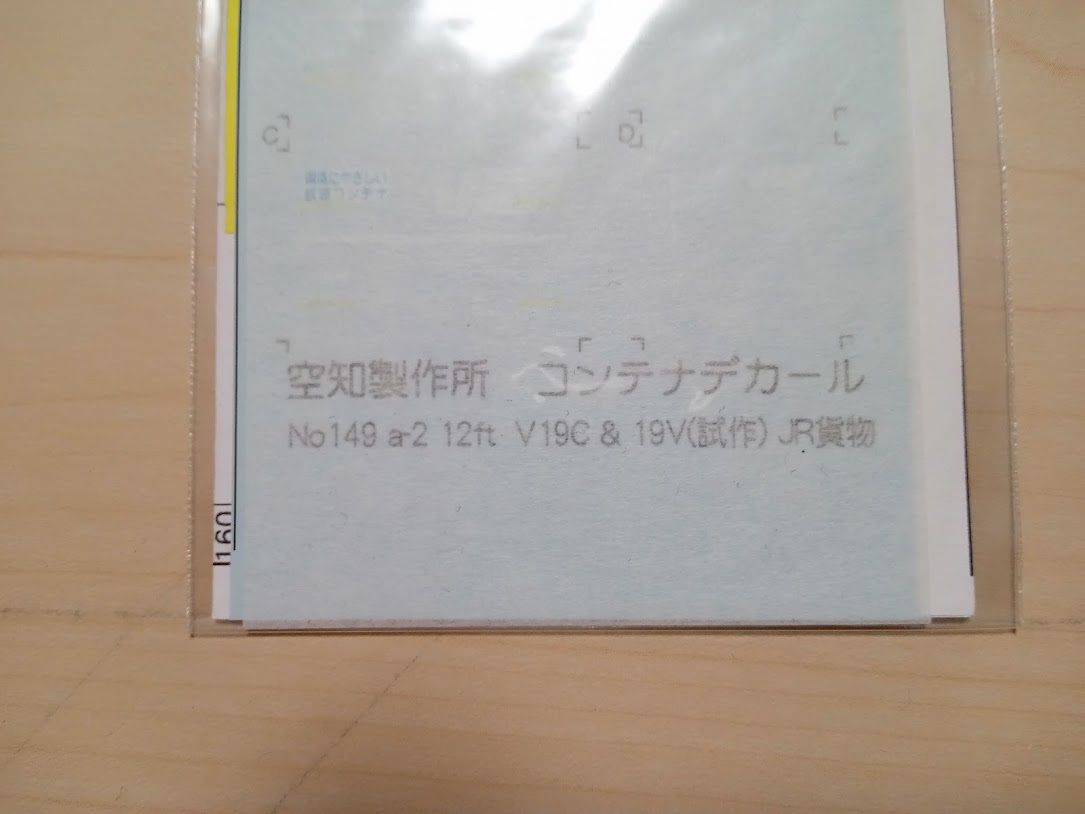 C D
環境にやさしい
鉄道コンテナ
空知製作所 コンテナデカール
No149 a-2 12ft V19C & 19V(試作) JR貨物
160